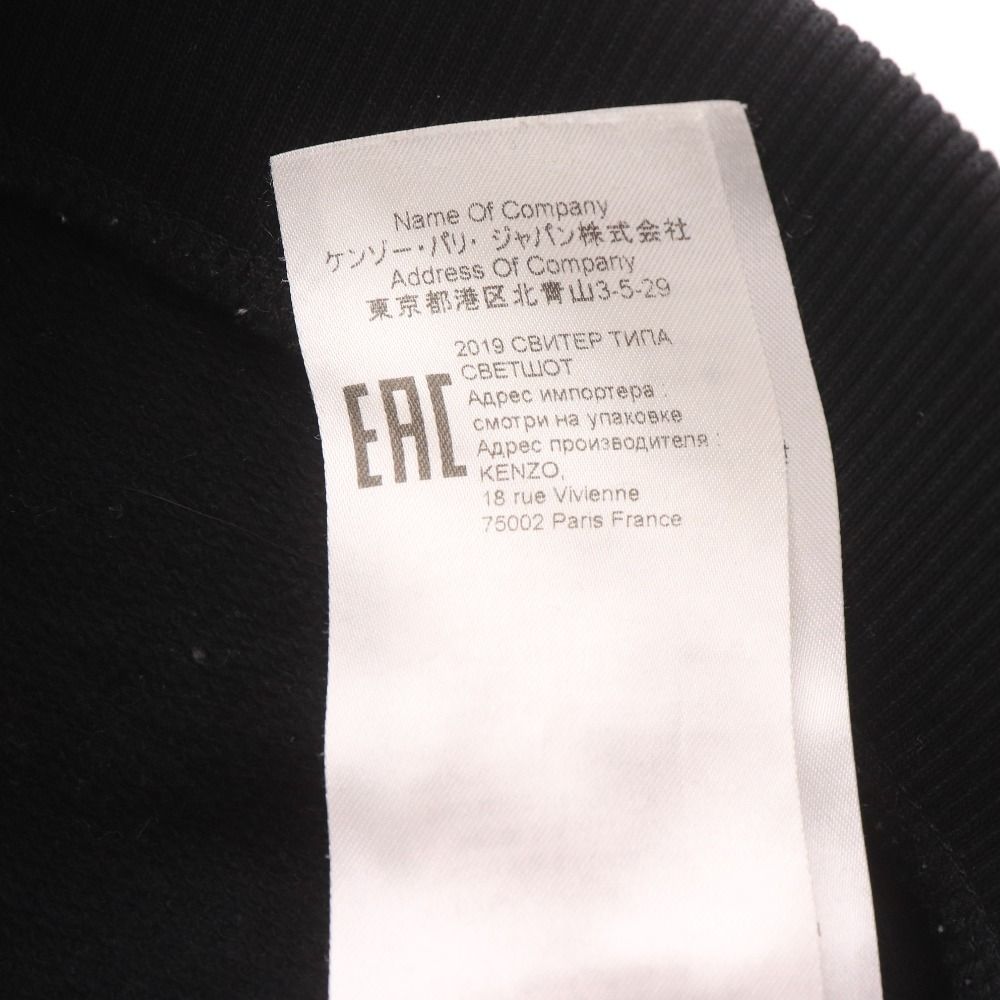 Name Of Company
ケンゾー・パリ・ジャパン株式会社
Address Of Company
東京都港区北青山3-5-29
2019 СВИТЕР ТИПА
СВЕТШОТ
EAC
Адрес импортера :
смотри на упаковке
Адрес производителя :
KENZO,
18 rue Vivienne
75002 Paris France